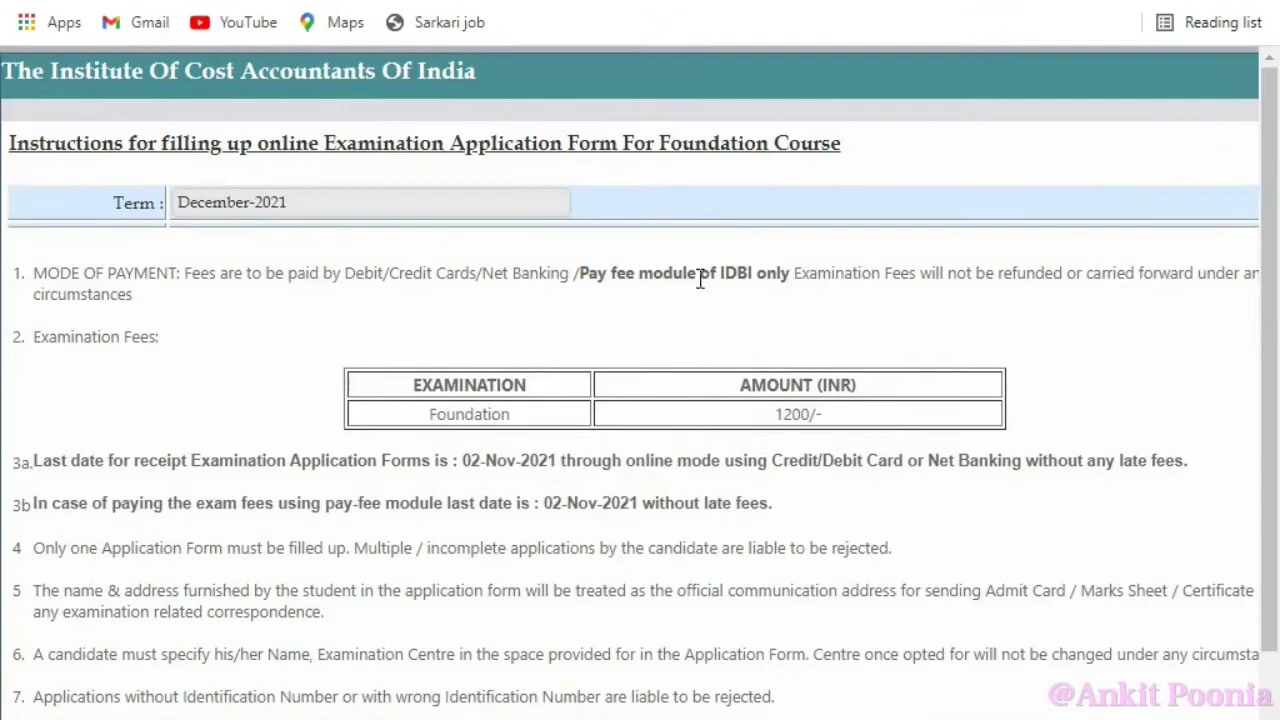 Apps Gmail YouTube Maps Sarkari job Reading list
The Institute Of Cost Accountants Of India
Instructions for filling up online Examination Application Form For Foundation Course
Term : December-2021
1. MODE OF PAYMENT: Fees are to be paid by Debit/Credit Cards/Net Banking /Pay fee module of IDBI only Examination Fees will not be refunded or carried forward under
circumstances
2. Examination Fees:
EXAMINATION AMOUNT (INR)
Foundation 1200/-
3a. Last date for receipt Examination Application Forms is : 02-Nov-2021 through online mode using Credit/Debit Card or Net Banking without any late fees.
3b In case of paying the exam fees using pay-fee module last date is : 02-Nov-2021 without late fees.
4 Only one Application Form must be filled up. Multiple / incomplete applications by the candidate are liable to be rejected.
5 The name & address furnished by the student in the application form will be treated as the official communication address for sending Admit Card / Marks Sheet / Certificate
any examination related correspondence.
6. A candidate must specify his/her Name, Examination Centre in the space provided for in the Application Form. Centre once opted for will not be changed under any
7. Applications without Identification Number or with wrong Identification Number are liable to be rejected.
@Ankit Poonia